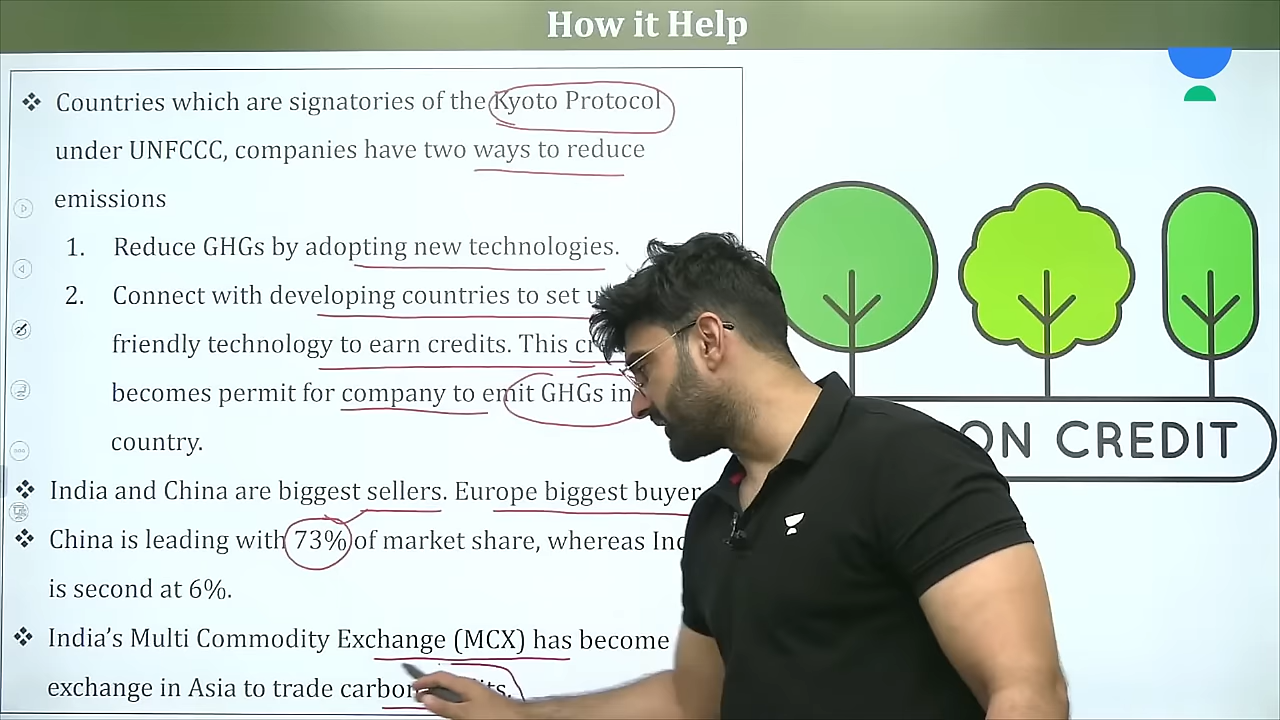 How it Help
Countries which are signatories of the Kyoto Protocol
under UNFCCC, companies have two ways to reduce
emissions
1. Reduce GHGs by adopting new technologies.
2. Connect with developing countries to set
friendly technology to earn credits. This
becomes permit for company to emit GHGs in
country.
India and China are biggest sellers. Europe biggest buyer
China is leading with 73% of market share, whereas
is second at 6%.
India's Multi Commodity Exchange (MCX) has become
exchange in Asia to trade
CREDIT